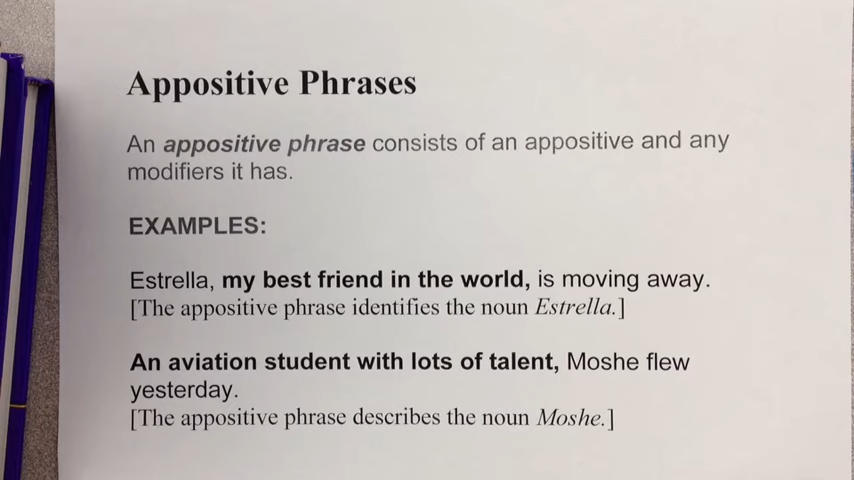 Appositive Phrases
An appositive phrase consists of an appositive and any
modifiers it has.
EXAMPLES:
Estrella, my best friend in the world, is moving away.
[The appositive phrase identifies the noun Estrella.]
An aviation student with lots of talent, Moshe flew
yesterday.
[The appositive phrase describes the noun Moshe.]